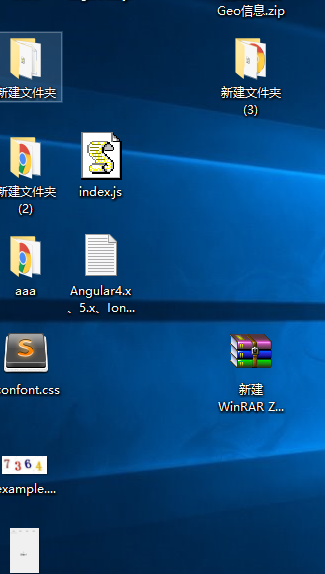 Geo信息.zip
新建文件夹
新建文件夹
(3)
新建文件夹
(2)
index.js
aaa
Angular4.x
、5.x、Ion...
onfont.css
新建
WinRAR Z...
7364
example....